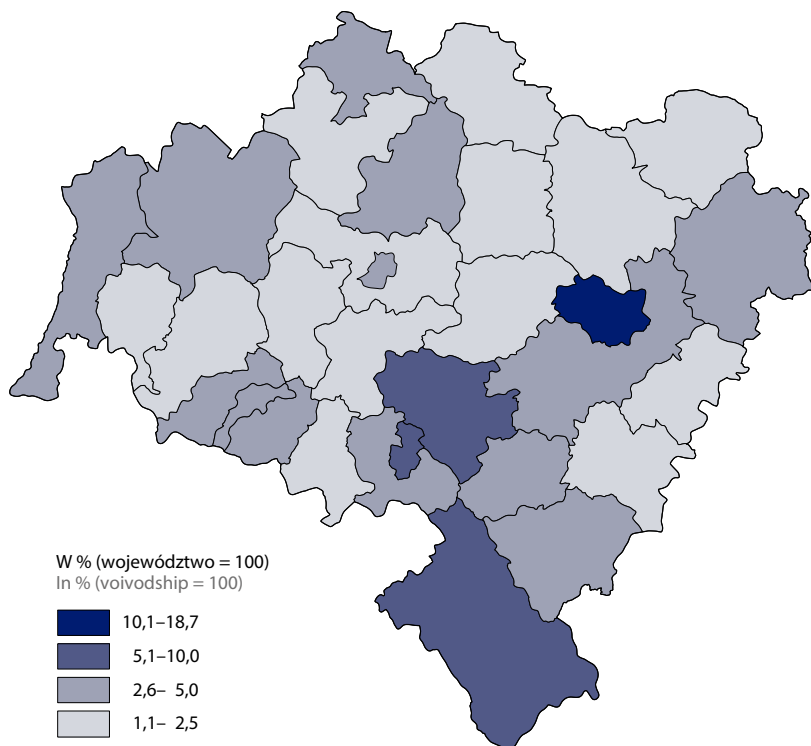 W % (województwo = 100)
In % (voivodship = 100)
10,1–18,7
5,1–10,0
2,6– 5,0
1,1– 2,5